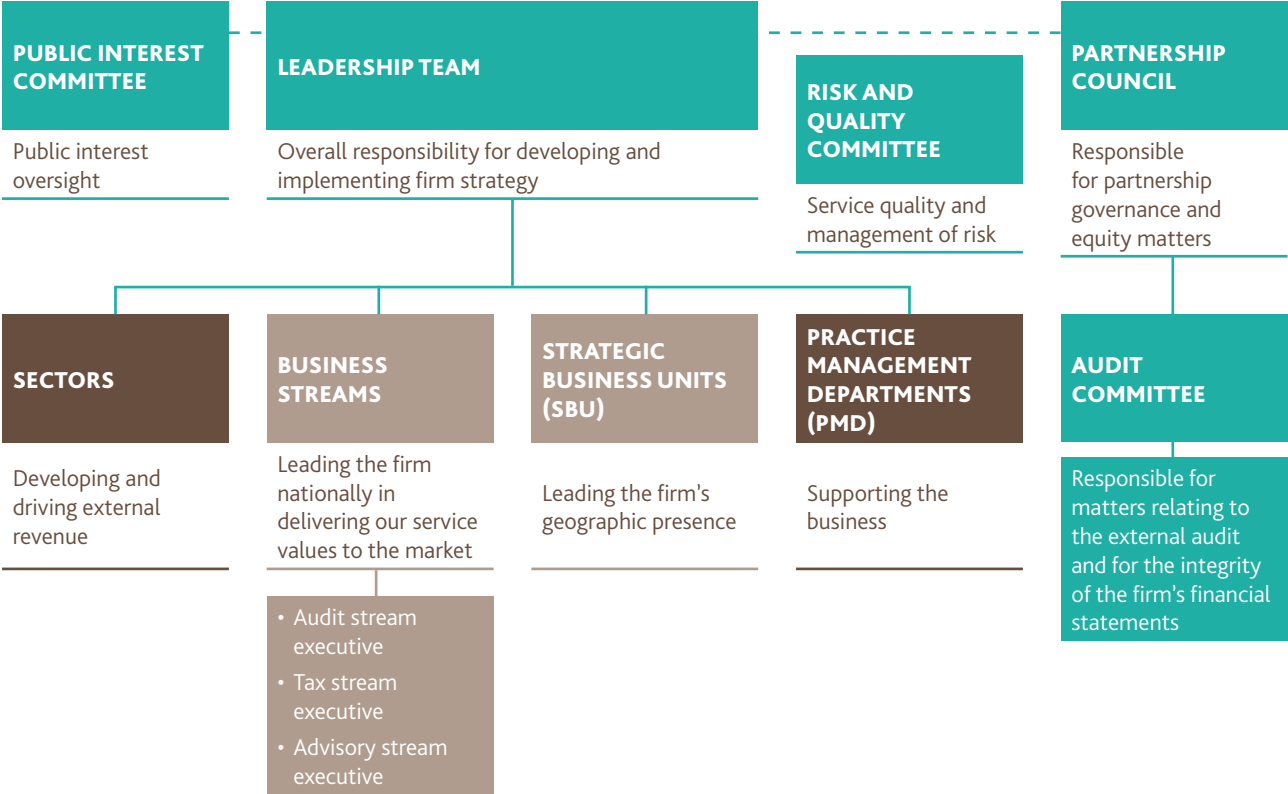 PUBLIC INTEREST
COMMITTEE
Public interest
oversight
LEADERSHIP TEAM
Overall responsibility for developing and
implementing firm strategy
RISK AND
QUALITY
COMMITTEE
Service quality and
management of risk
PARTNERSHIP
COUNCIL
Responsible
for partnership
governance and
equity matters
SECTORS
Developing and
driving external
revenue
BUSINESS
STREAMS
Leading the firm
nationally in
delivering our service
values to the market
• Audit stream
executive
• Tax stream
executive
• Advisory stream
executive
STRATEGIC
BUSINESS UNITS
(SBU)
Leading the firm's
geographic presence
PRACTICE
MANAGEMENT
DEPARTMENTS
(PMD)
Supporting the
business
AUDIT
COMMITTEE
Responsible for
matters relating to
the external audit
and for the integrity
of the firm's financial
statements